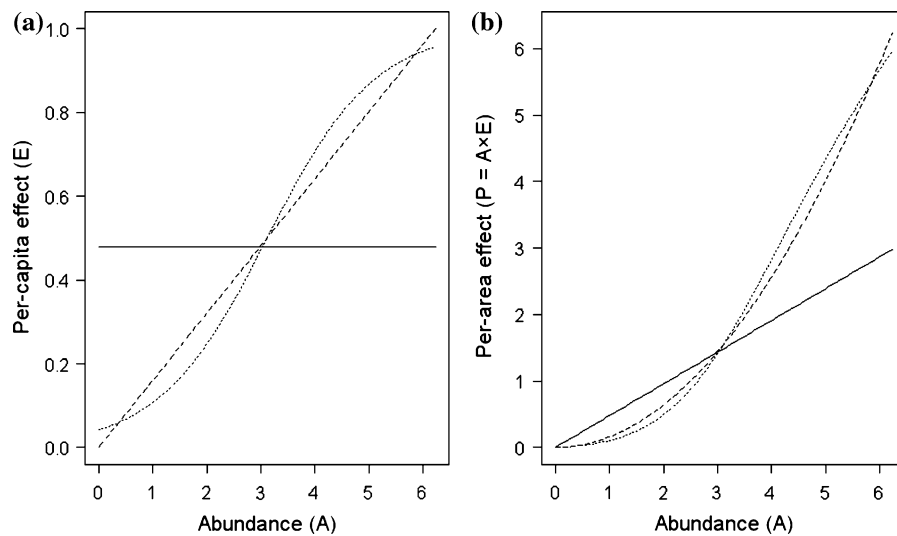 (a)
1.0
0.8
0.6
0.4
0.2
0.0
Per-capita effect (E)
0 1 2 3 4 5 6
Abundance (A)
(b)
6
5
4
3
2
1
0
Per-area effect (P = A×E)
0 1 2 3 4 5 6
Abundance (A)